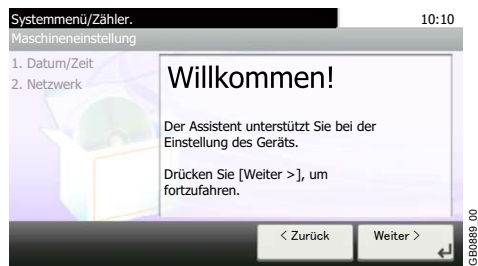 Systemmenü/Zähler.
10:10
Maschineneinstellung
1. Datum/Zeit
2. Netzwerk
Willkommen!
Der Assistent unterstützt Sie bei der
Einstellung des Geräts.
Drücken Sie [Weiter >], um
fortzufahren.
< Zurück
Weiter >
GB0889_00